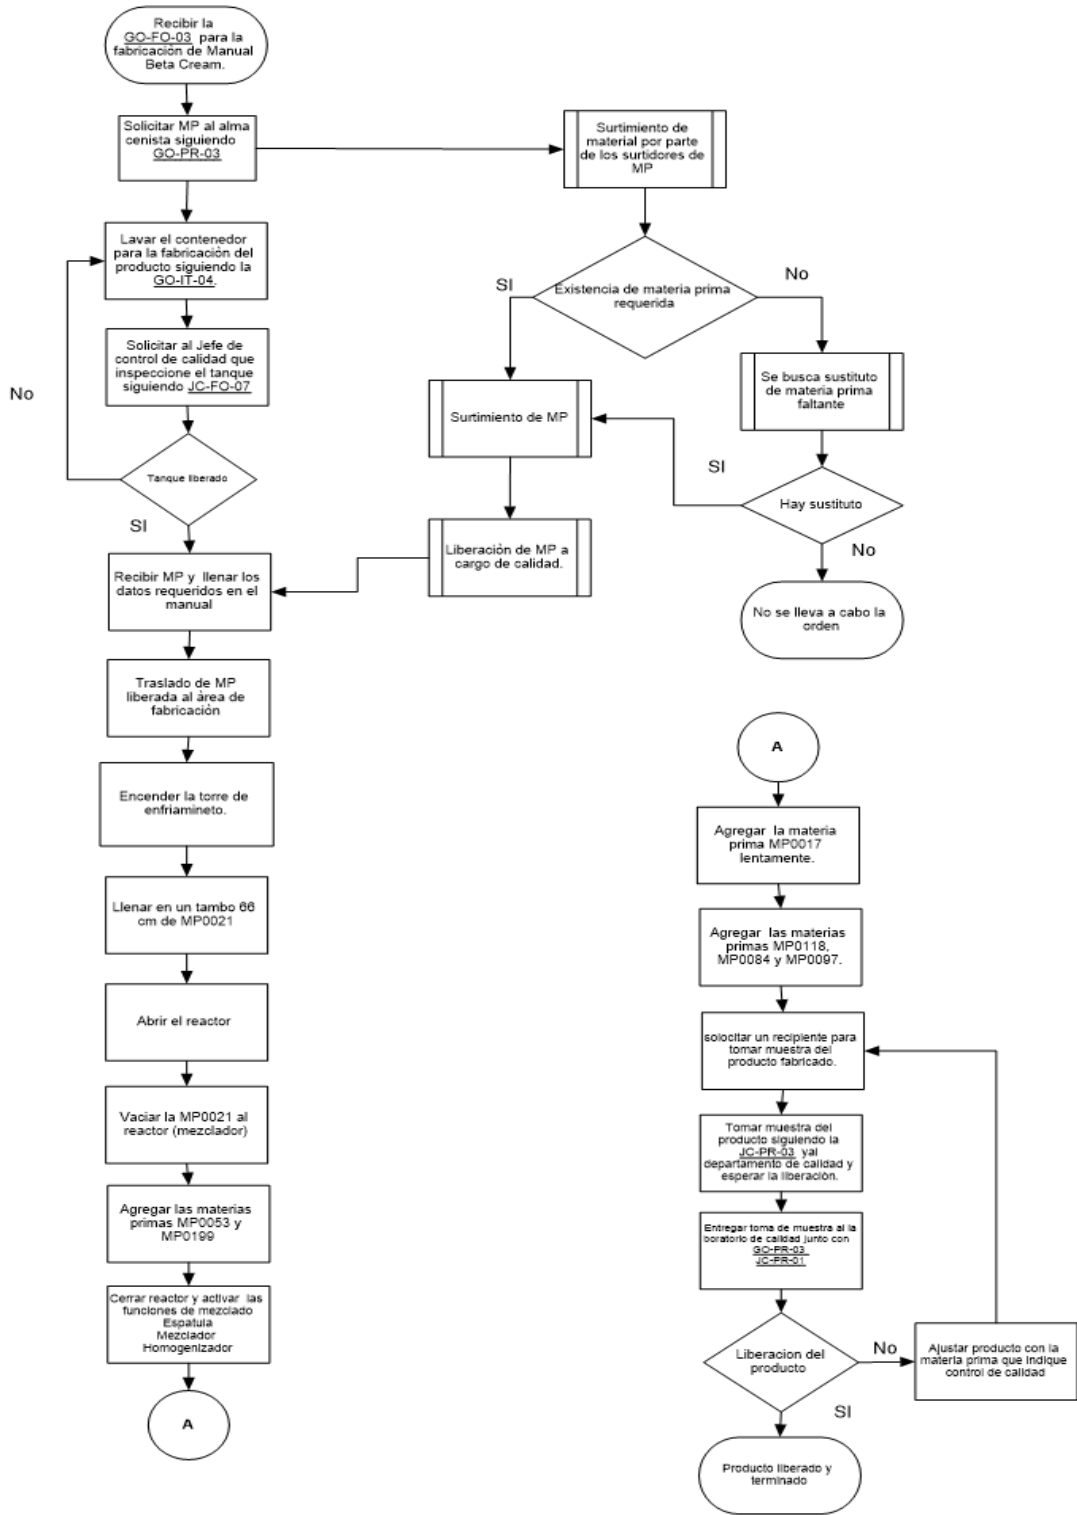 Recibir la
GO-FO-03 para la
fabricación de Manual
Beta Cream.
Solicitar MP al alma
cenista siguiendo
GO-PR-03
Surtimiento de
material por parte
de los surtidores de
MP
Lavar el contenedor
para la fabricación del
producto siguiendo la
GO-IT-04.
Existencia de materia prima
requerida
SI
No
Solicitar al Jefe de
control de calidad que
inspeccione el tanque
siguiendo JC-FO-07
No
Se busca sustituto
de materia prima
faltante
Surtimiento de MP
Tanque liberado
SI
SI
Hay sustituto
No
Liberación de MP a
cargo de calidad.
Recibir MP y llenar los
datos requeridos en el
manual
No se lleva a cabo la
orden
Traslado de MP
liberada al área de
fabricación
Encender la torre de
enfriamineto.
Llenar en un tambo 66
cm de MP0021
Abrir el reactor
Vaciar la MP0021 al
reactor (mezclador)
Agregar las materias
primas MP0053 y
MP0199
Cerrar reactor y activar las
funciones de mezclado
Espatula
Mezclador
Homogenizador
A
A
Agregar la materia
prima MP0017
lentamente.
Agregar las materias
primas MP0118,
MP0084 y MP0097.
solocitar un recipiente para
tomar muestra del
producto fabricado.
Tomar muestra del
producto siguiendo la
JC-PR-03 yal
departamento de calidad y
esperar la liberación.
Entregar toma de muestra al la
boratorio de calidad junto con
GO-PR-03
JC-PR-01
Liberacion del
producto
No
Ajustar producto con la
materia prima que indique
control de calidad
SI
Producto liberado y
terminado